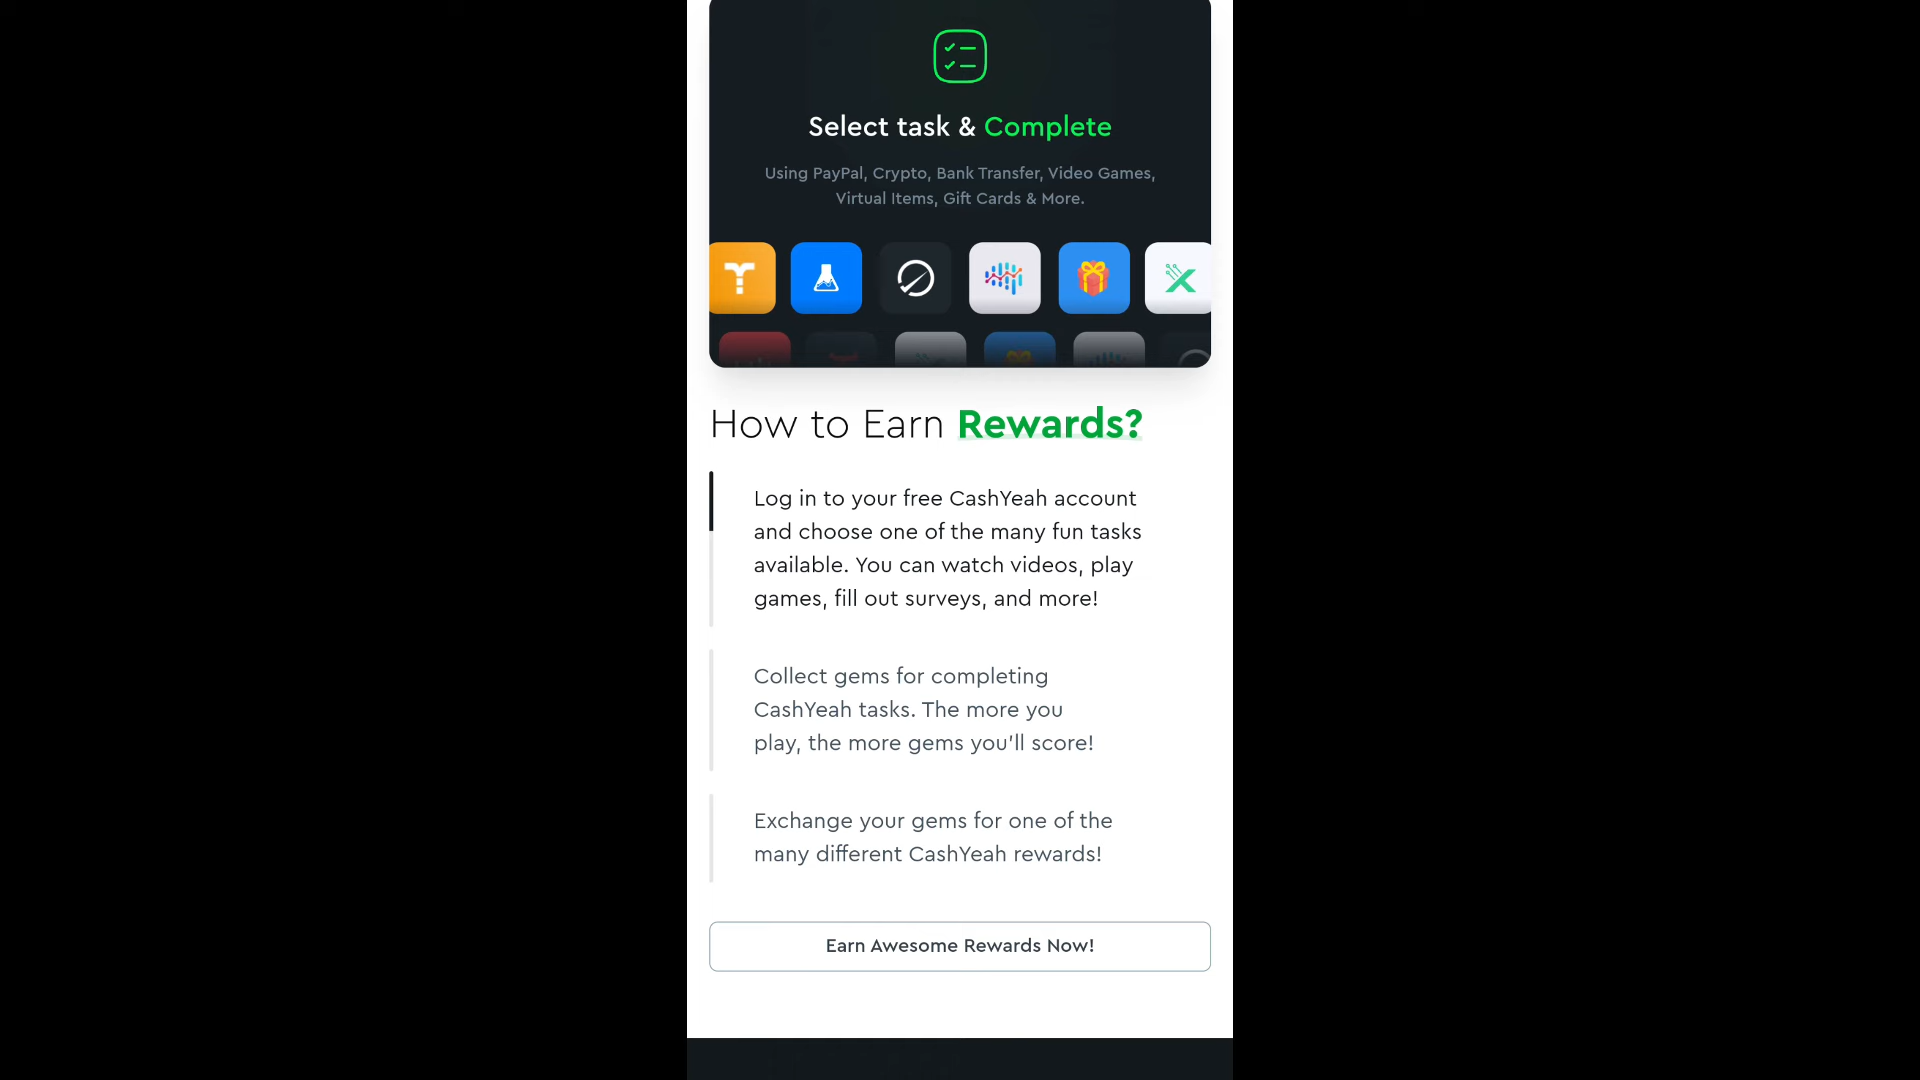 Select task & Complete
Using PayPal, Crypto, Bank Transfer, Video Games,
Virtual Items, Gift Cards & More.
How to Earn Rewards?
Log in to your free CashYeah account
and choose one of the many fun tasks
available. You can watch videos, play
games, fill out surveys, and more!
Collect gems for completing
CashYeah tasks. The more you
play, the more gems you’ll score!
Exchange your gems for one of the
many different CashYeah rewards!
Earn Awesome Rewards Now!